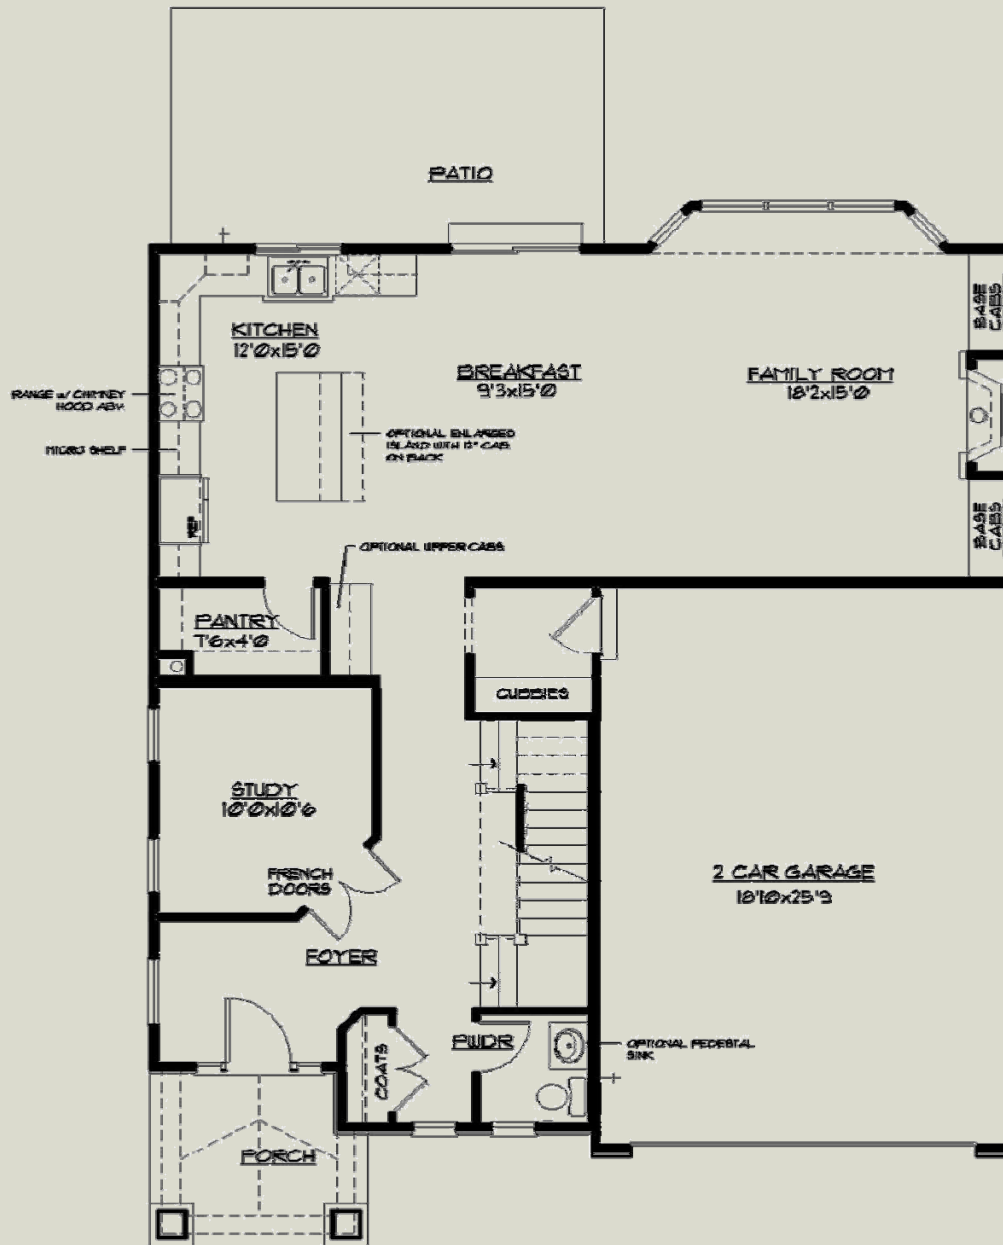 PATIO
KITCHEN
12'0x15'0
BREAKFAST
9'3x15'0
FAMILY ROOM
18'2x15'0
BASE
CABS
RANGE w/ CHIMNEY
HOOD ABV.
MICRO SHELF
OPTIONAL ENLARGED
ISLAND WITH 12" CAB
ON BACK
REF
BASE
CABS
OPTIONAL UPPER CABS
PANTRY
7'6x4'0
CUBBIES
STUDY
10'0x10'6
FRENCH
DOORS
2 CAR GARAGE
18'10x25'9
FOYER
COATS
PWDR
OPTIONAL PEDESTAL
SINK
PORCH